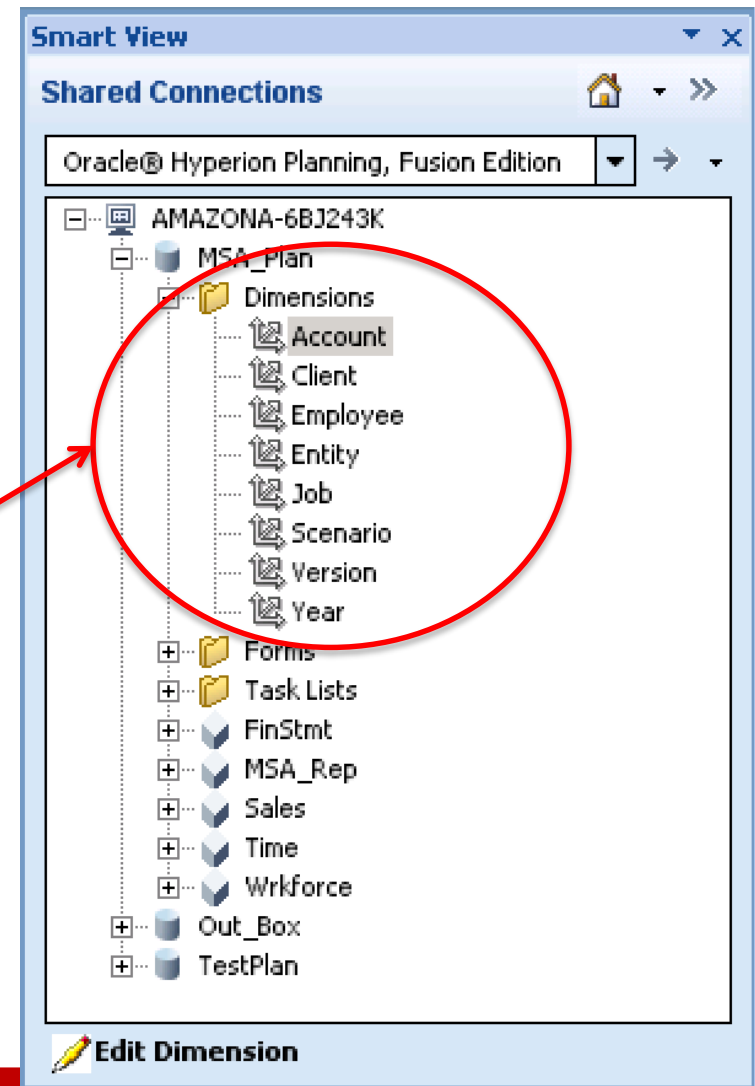 Smart View
Shared Connections
Oracle® Hyperion Planning, Fusion Edition
AMAZONA-6BJ243K
MSA_Plan
Dimensions
Account
Client
Employee
Entity
Job
Scenario
Version
Year
Forms
Task Lists
FinStmt
MSA_Rep
Sales
Time
Wrkforce
Out_Box
TestPlan
Edit Dimension